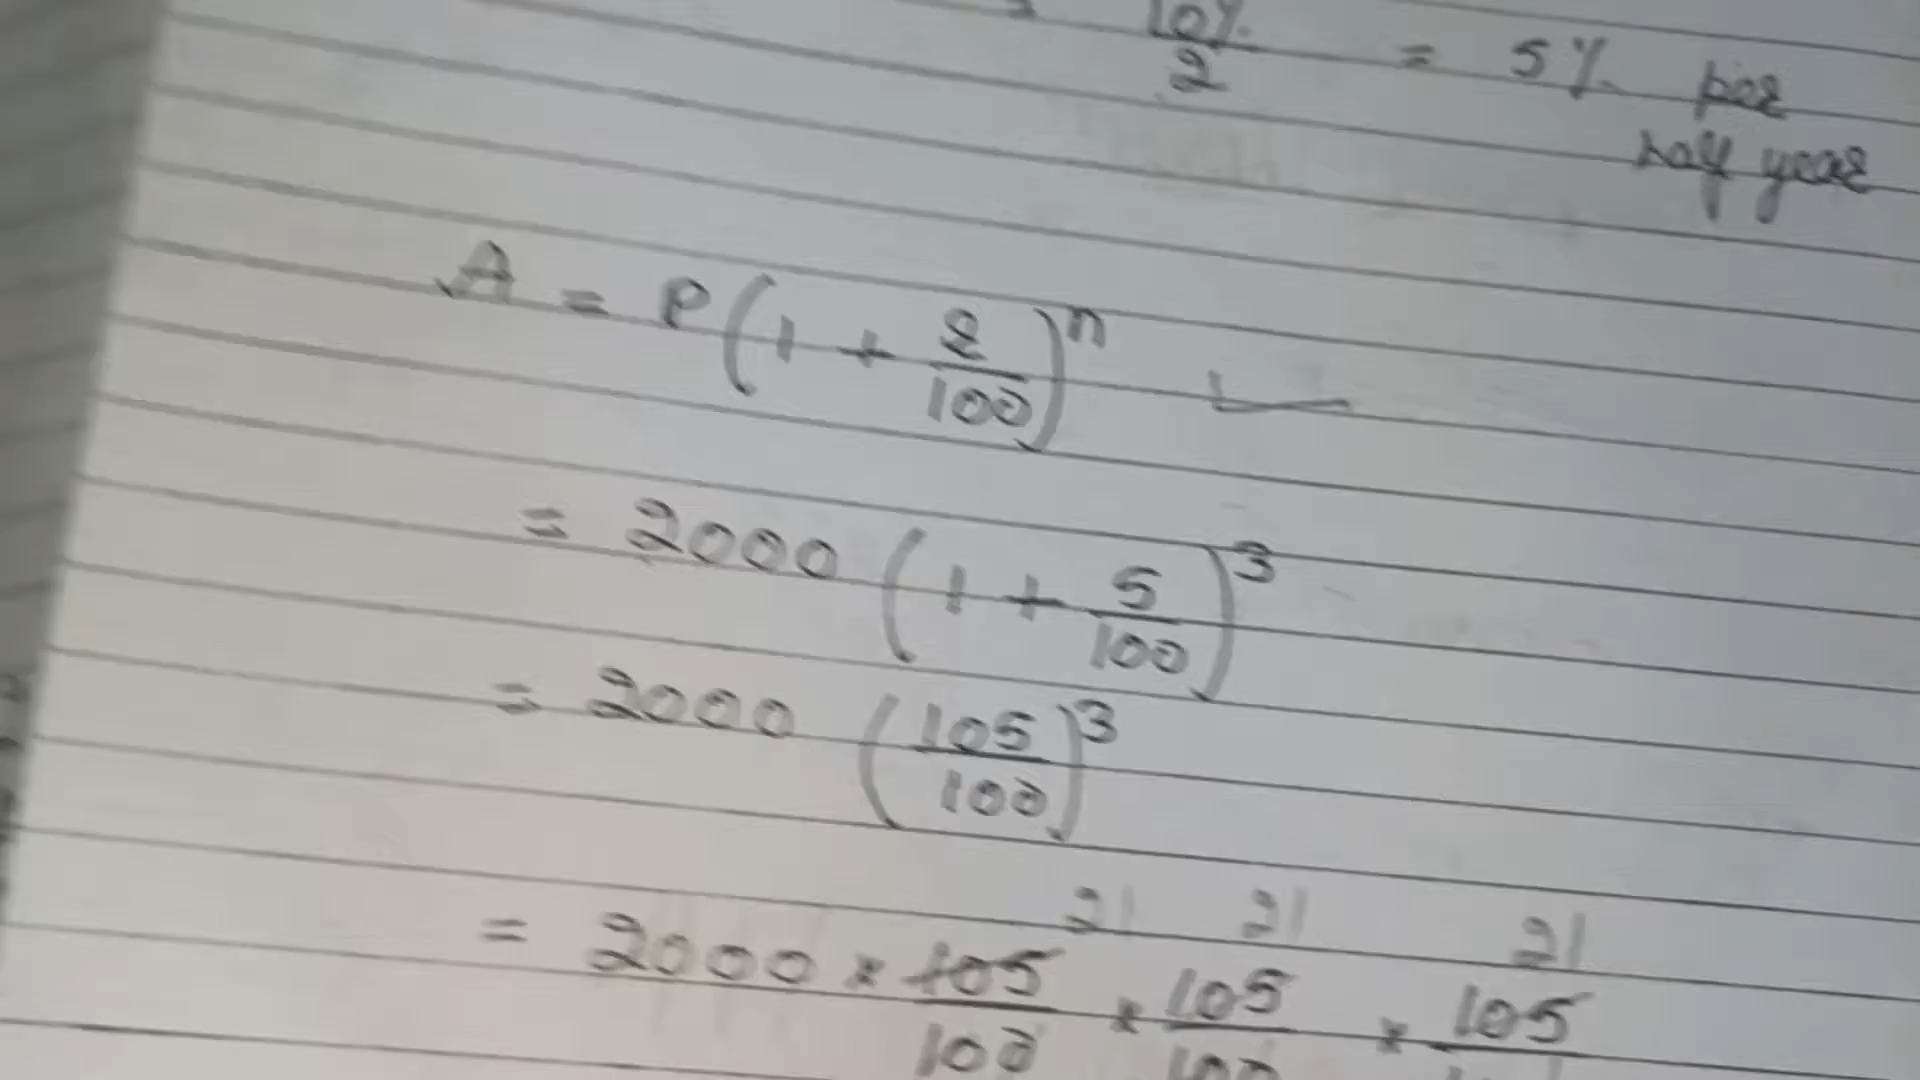 10%/2 = 5% per
half year
A = P(1 + r/100)^n
= 2000 (1 + 5/100)^3
= 2000 (105/100)^3
21 21 21
= 2000 × 105/100 × 105/100 × 105